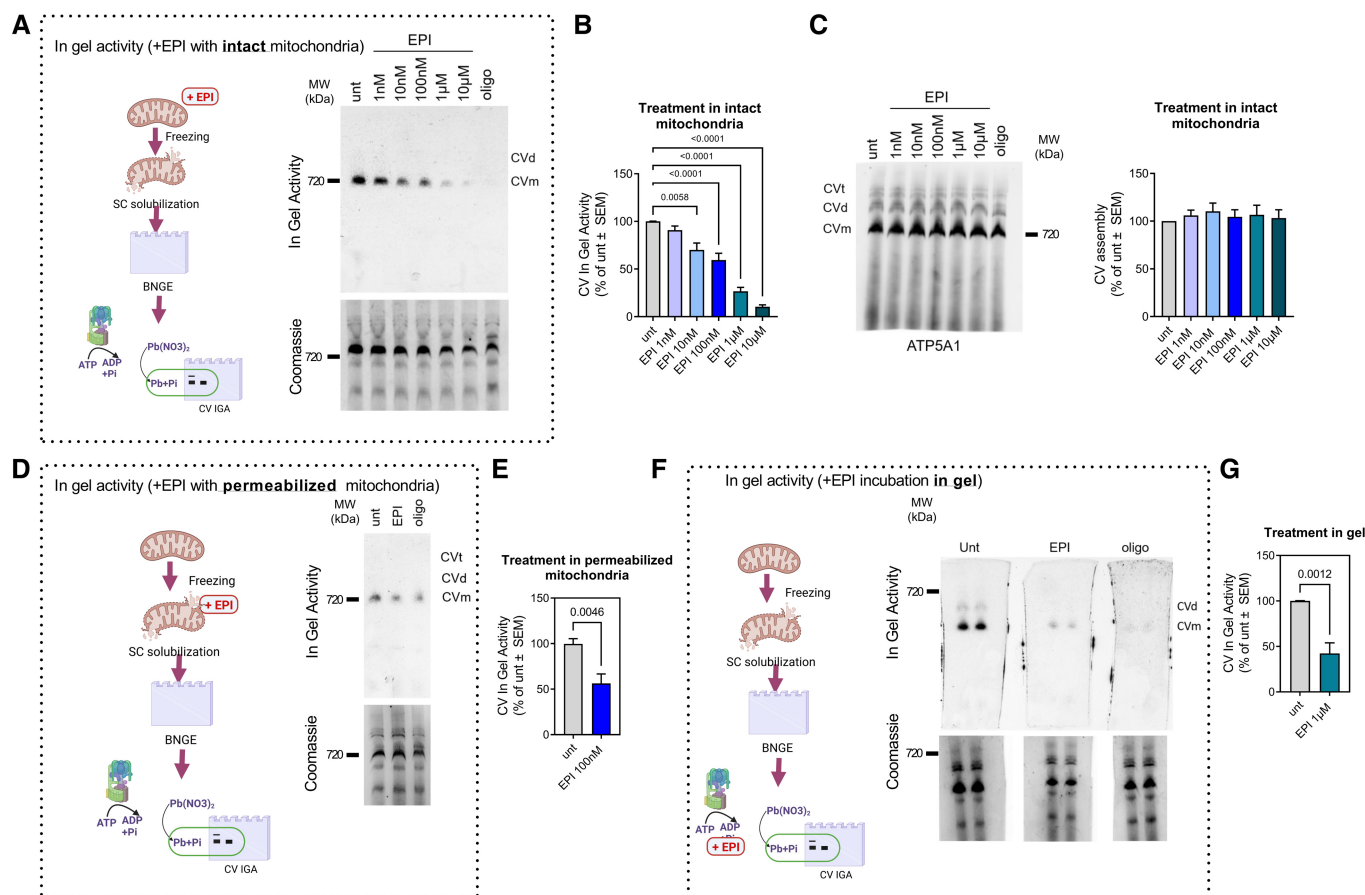 A
In gel activity (+EPI with intact mitochondria)
+ EPI
Freezing
SC solubilization
BNGE
ATP ADP
+Pi
Pb(NO3)₂
Pb+Pi
CV IGA
EPI
MW
(kDa)
unt
1nM
10nM
100nM
1μM
10μM
oligo
In Gel Activity
720
CVd
CVm
Coomassie
720
B
Treatment in intact
mitochondria
<0.0001
<0.0001
<0.0001
0.0058
CV In Gel Activity
(% of unt ± SEM)
150
100
50
0
unt
EPI 1nM
EPI 10nM
EPI 100nM
EPI 1μM
EPI 10μM
C
EPI
unt
1nM
10nM
100nM
1μM
10μM
oligo
MW
(kDa)
CVt
CVd
CVm
720
ATP5A1
Treatment in intact
mitochondria
CV assembly
(% of unt ± SEM)
150
100
50
0
unt
EPI 1nM
EPI 10nM
EPI 100nM
EPI 1μM
EPI 10μM
D
In gel activity (+EPI with permeabilized mitochondria)
Freezing
+ EPI
SC solubilization
BNGE
ATP ADP
+Pi
Pb(NO3)₂
Pb+Pi
CV IGA
MW
(kDa)
unt
EPI
oligo
In Gel Activity
720
CVt
CVd
CVm
Coomassie
720
E
Treatment in permeabilized
mitochondria
0.0046
CV In Gel Activity
(% of unt ± SEM)
150
100
50
0
unt
EPI 100nM
F
In gel activity (+EPI incubation in gel)
Freezing
SC solubilization
BNGE
ATP ADP
+Pi
+ EPI
Pb(NO3)₂
Pb+Pi
CV IGA
MW
(kDa)
Unt
EPI
oligo
In Gel Activity
720
CVd
CVm
Coomassie
720
G
Treatment in gel
0.0012
CV In Gel Activity
(% of unt ± SEM)
150
100
50
0
unt
EPI 1μM